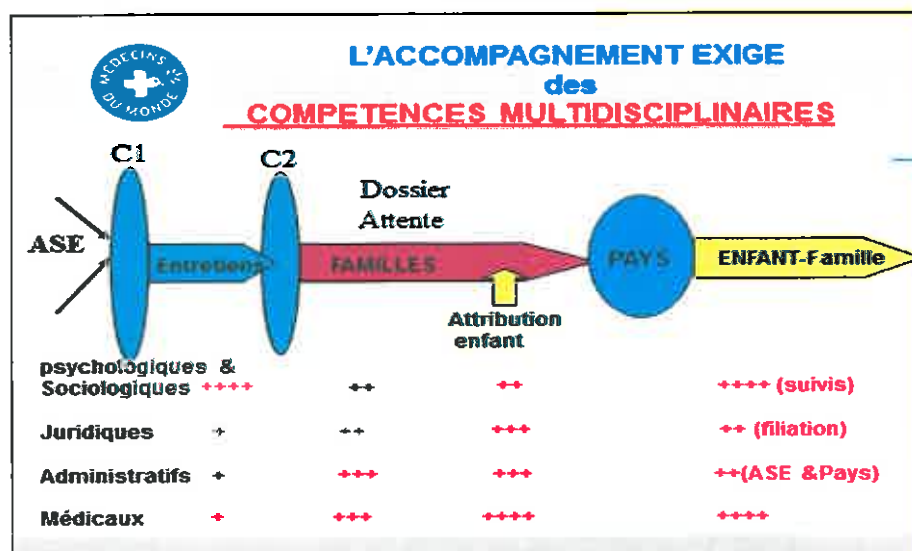 MEDECINS
DU MONDE
L'ACCOMPAGNEMENT EXIGE
des
COMPETENCES MULTIDISCIPLINAIRES
C1
C2
Dossier
Attente
ASE
Entretiens
FAMILLES
PAYS
ENFANT-Famille
Attribution
enfant
psychologiques &
Sociologiques ++++ ++ ++ ++++ (suivis)
Juridiques + ++ +++ ++ (filiation)
Administratifs + +++ +++ ++(ASE &Pays)
Médicaux + +++ ++++ ++++